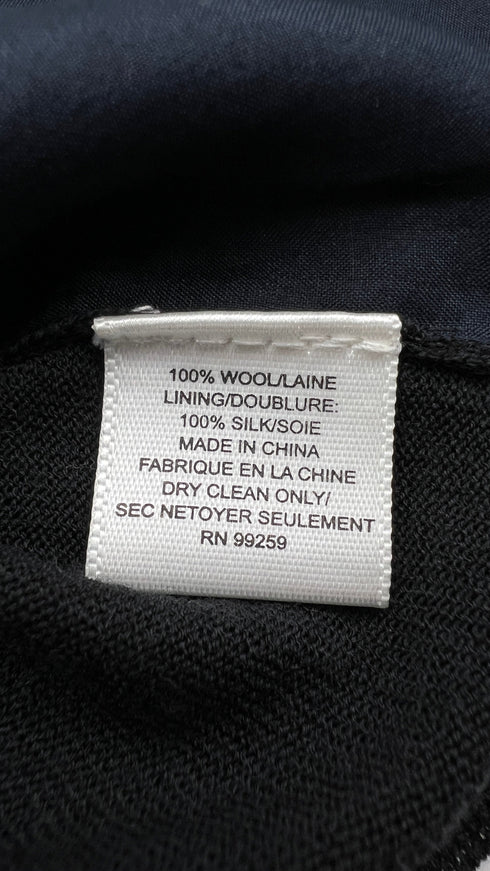 100% WOOL/LAINE
LINING/DOUBLURE:
100% SILK/SOIE
MADE IN CHINA
FABRIQUE EN LA CHINE
DRY CLEAN ONLY/
SEC NETOYER SEULEMENT
RN 99259